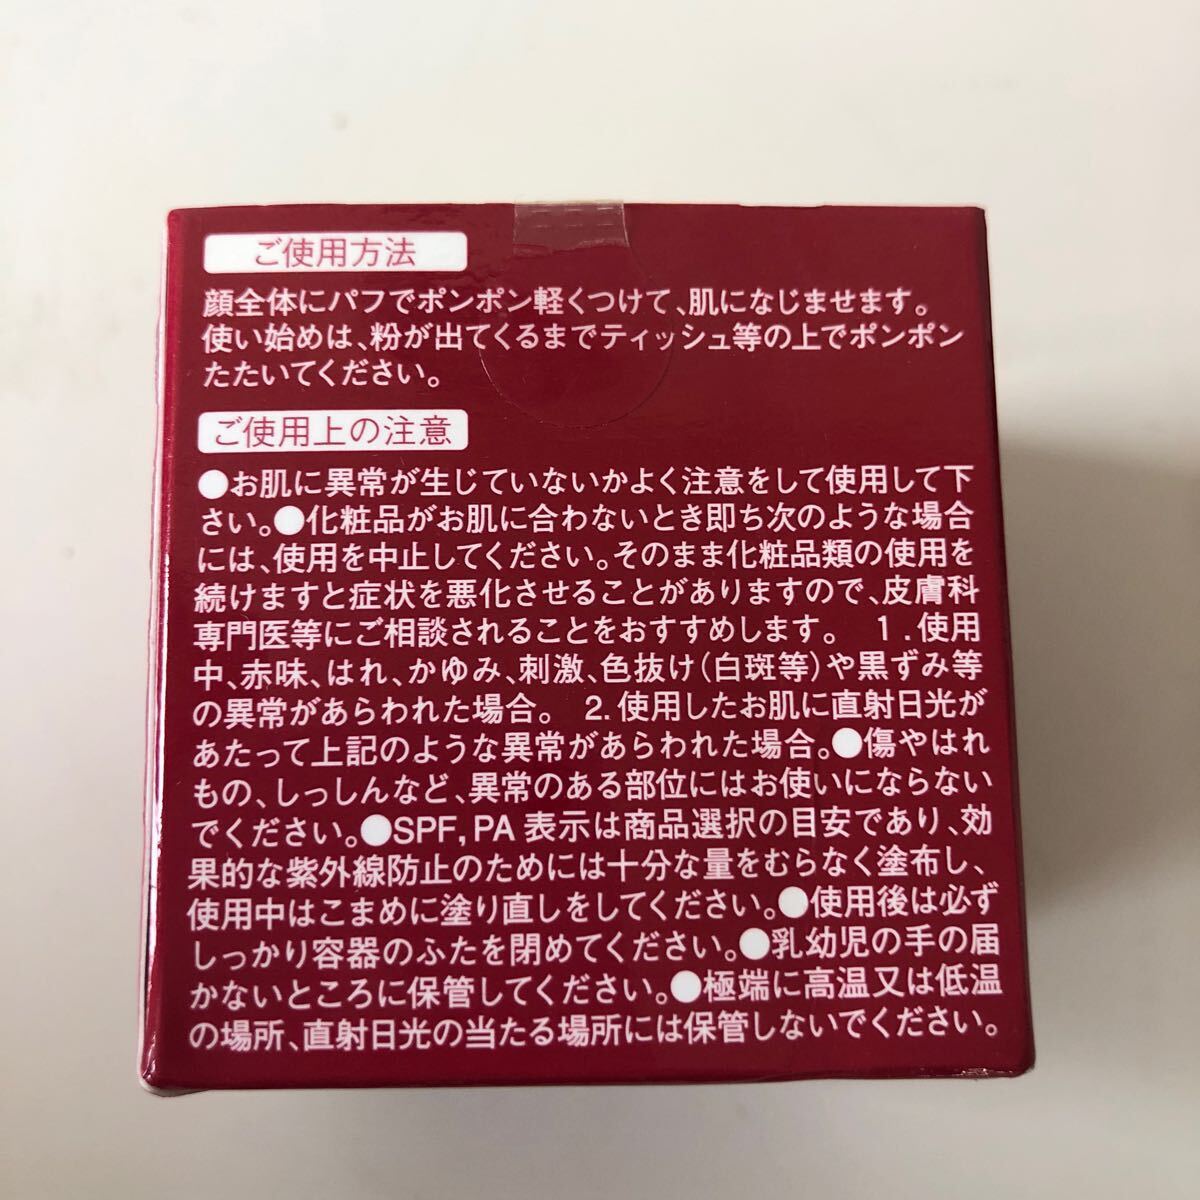 ご使用方法
顔全体にパフでポンポン軽くつけて、肌になじませます。
使い始めは、粉が出てくるまでティッシュ等の上でポンポン
たたいてください。
ご使用上の注意
●お肌に異常が生じていないかよく注意をして使用して下
さい。●化粧品がお肌に合わないとき即ち次のような場合
には、使用を中止してください。そのまま化粧品類の使用を
続けますと症状を悪化させることがありますので、皮膚科
専門医等にご相談されることをおすすめします。 1.使用
中、赤味、はれ、かゆみ、刺激、色抜け(白斑等)や黒ずみ等
の異常があらわれた場合。 2.使用したお肌に直射日光が
あたって上記のような異常があらわれた場合。●傷やはれ
もの、しっしんなど、異常のある部位にはお使いにならない
でください。●SPF,PA 表示は商品選択の目安であり、効
果的な紫外線防止のためには十分な量をむらなく塗布し、
使用中はこまめに塗り直しをしてください。●使用後は必ず
しっかり容器のふたを閉めてください。●乳幼児の手の届
かないところに保管してください。●極端に高温又は低温
の場所、直射日光の当たる場所には保管しないでください。